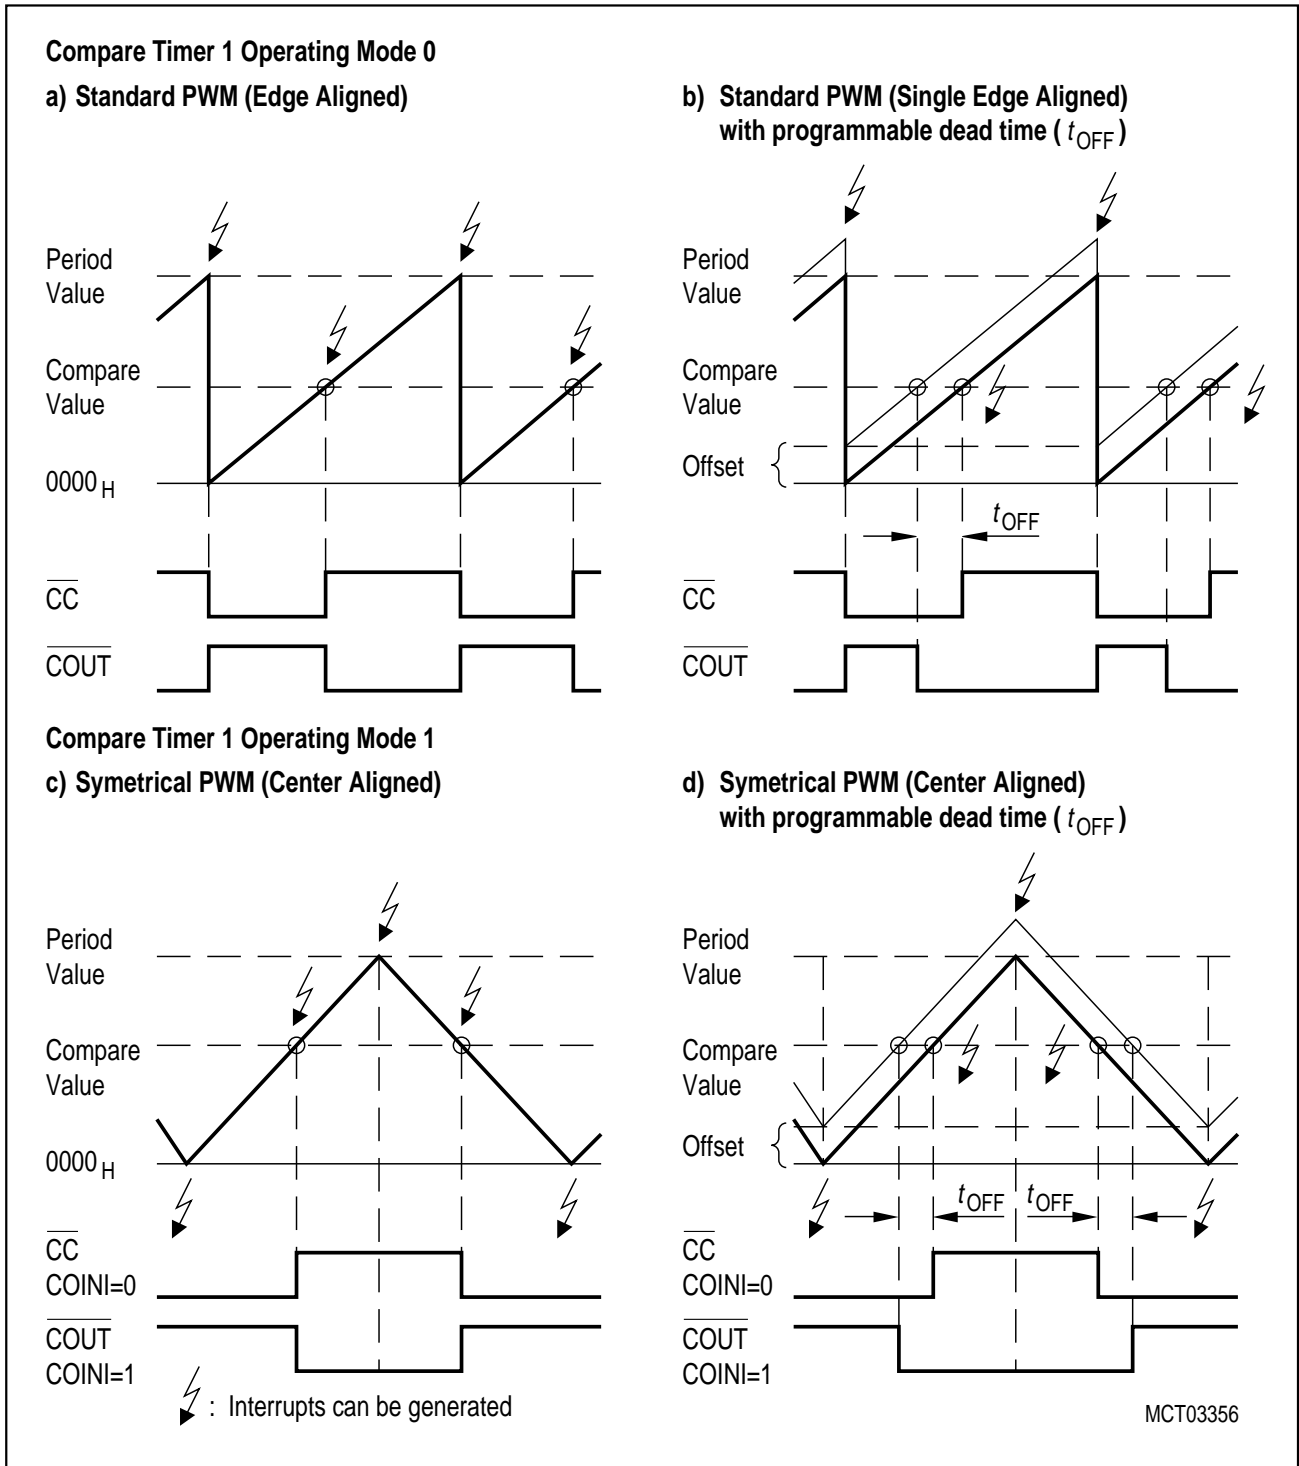 Compare Timer 1 Operating Mode 0
a) Standard PWM (Edge Aligned)
Period
Value
Compare
Value
0000 H
CC
COUT
b) Standard PWM (Single Edge Aligned)
with programmable dead time ( tOFF )
Period
Value
Compare
Value
Offset
tOFF
CC
COUT
Compare Timer 1 Operating Mode 1
c) Symetrical PWM (Center Aligned)
Period
Value
Compare
Value
0000 H
CC
COINI=0
COUT
COINI=1
: Interrupts can be generated
d) Symetrical PWM (Center Aligned)
with programmable dead time ( tOFF )
Period
Value
Compare
Value
Offset
tOFF tOFF
CC
COINI=0
COUT
COINI=1
MCT03356